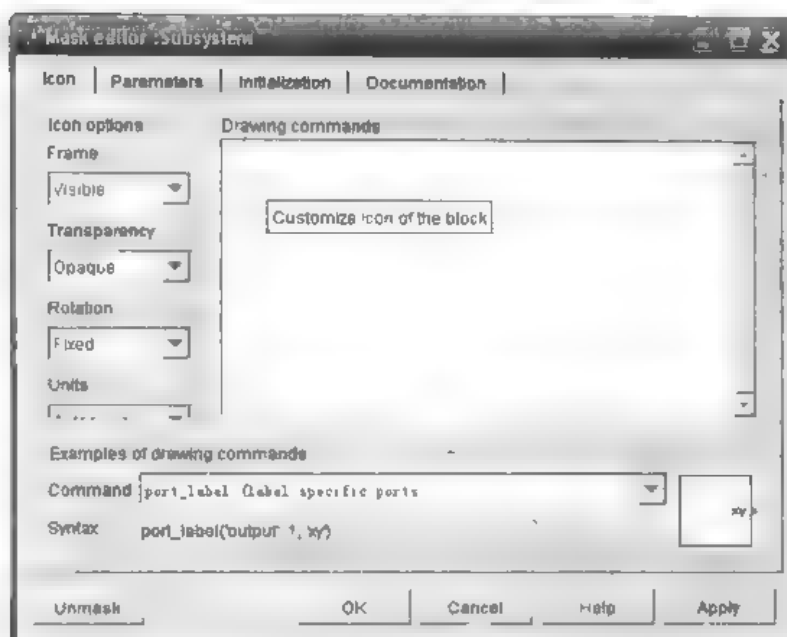 Mask editor :Subsystem
Icon | Parameters | Initialization | Documentation |
Icon options
Drawing commands
Frame
Visible
Customize icon of the block
Transparency
Opaque
Rotation
Fixed
Units
Examples of drawing commands
Command port_label (label specific ports
xy
Syntax port_label('output' 1, 'xy')
Unmask OK Cancel Help Apply